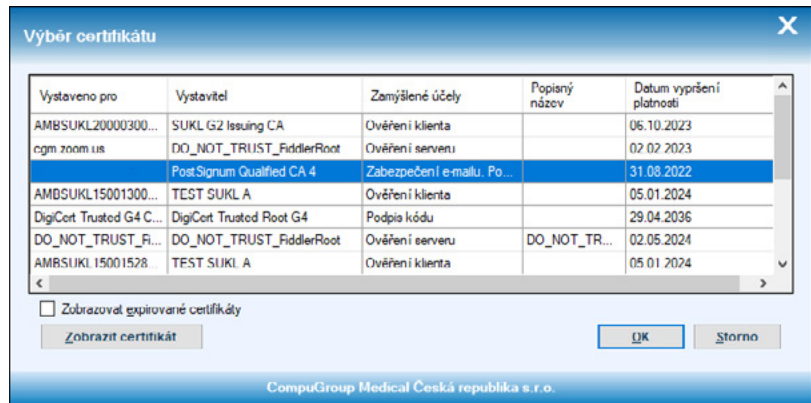 Výběr certifikátu
X
Vystaveno pro Vystavitel Zamýšlené účely Popisný název Datum vypršení platnosti
AMBSUKL20000300... SUKL G2 Issuing CA Ověření klienta 06.10.2023
cgm.zoom.us DO_NOT_TRUST_FiddlerRoot Ověření serveru 02.02.2023
PostSignum Qualified CA 4 Zabezpečení e-mailu. Po... 31.08.2022
AMBSUKL15001300... TEST SUKL A Ověření klienta 05.01.2024
DigiCert Trusted G4 C... DigiCert Trusted Root G4 Podpis kódu 29.04.2036
DO_NOT_TRUST_Fi... DO_NOT_TRUST_FiddlerRoot Ověření serveru DO_NOT_TR... 02.05.2024
AMBSUKL15001528... TEST SUKL A Ověření klienta 05.01.2024
Zobrazovat expirované certifikáty
Zobrazit certifikát OK Storno
CompuGroup Medical Česká republika s.r.o.